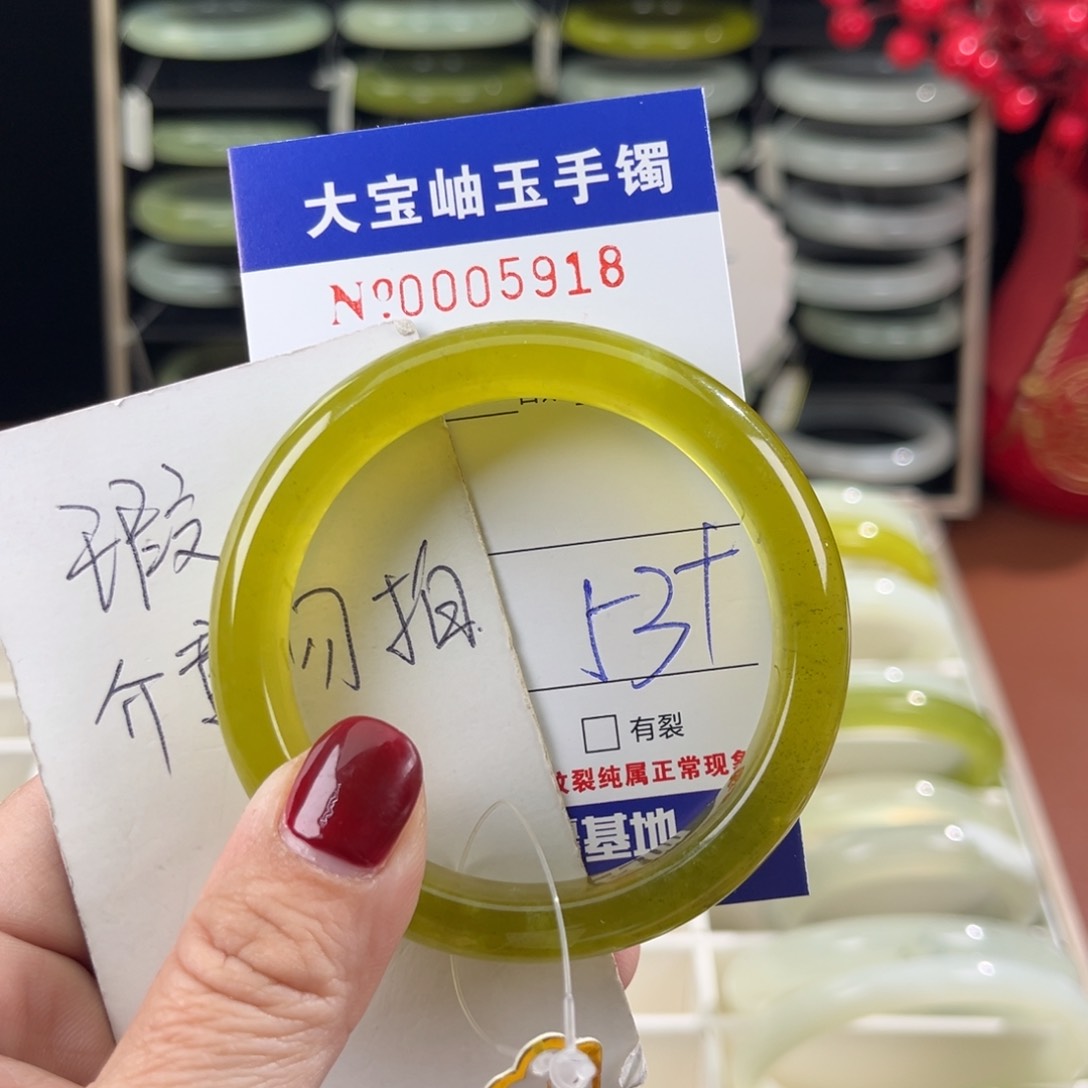 大宝岫玉手镯
Nº0005918
瑕
介意勿拍
53+
□有裂
纹裂纯属正常现象
基地